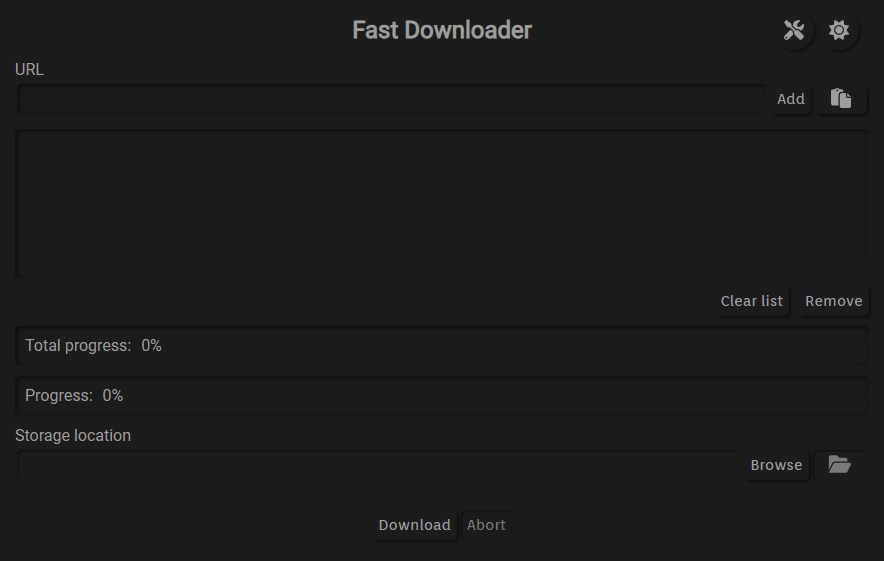 Fast Downloader
URL
Add
Clear list Remove
Total progress: 0%
Progress: 0%
Storage location
Browse
Download Abort